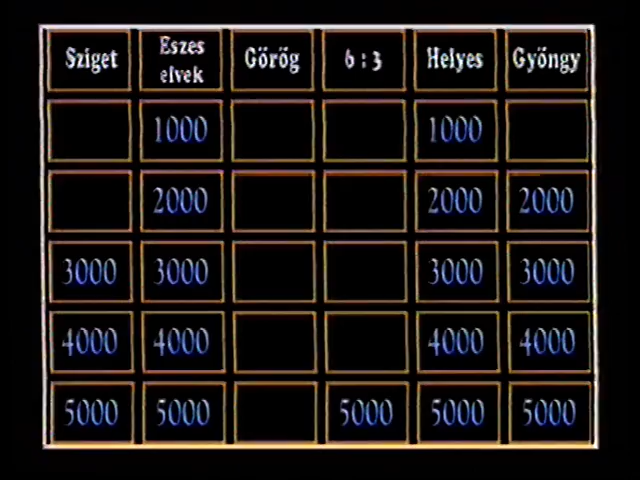 Sziget Eszes elvek Görög 6 : 3 Helyes Gyöngy
1000 1000
2000 2000 2000
3000 3000 3000 3000
4000 4000 4000 4000
5000 5000 5000 5000 5000